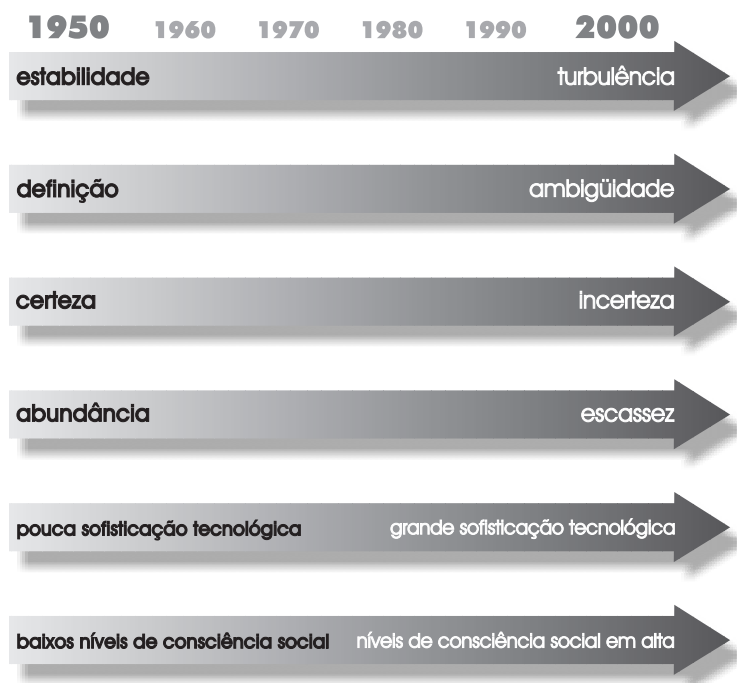 1950 1960 1970 1980 1990 2000
estabilidade turbulência
definição ambigüidade
certeza incerteza
abundância escassez
pouca sofisticação tecnológica grande sofisticação tecnológica
baixos níveis de consciência social níveis de consciência social em alta